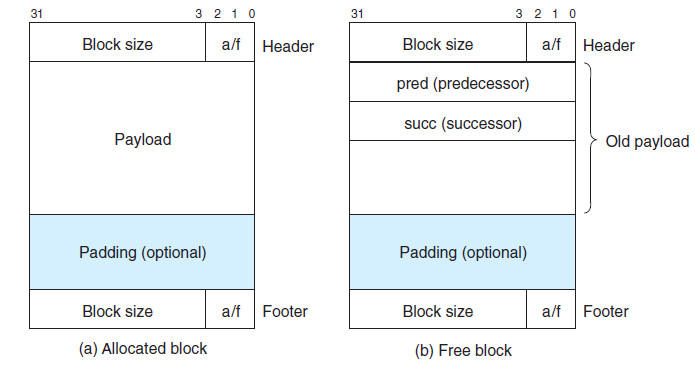 31 3 2 1 0
Block size a/f Header
Payload
Padding (optional)
Block size a/f Footer
(a) Allocated block
31 3 2 1 0
Block size a/f Header
pred (predecessor)
succ (successor)
Old payload
Padding (optional)
Block size a/f Footer
(b) Free block